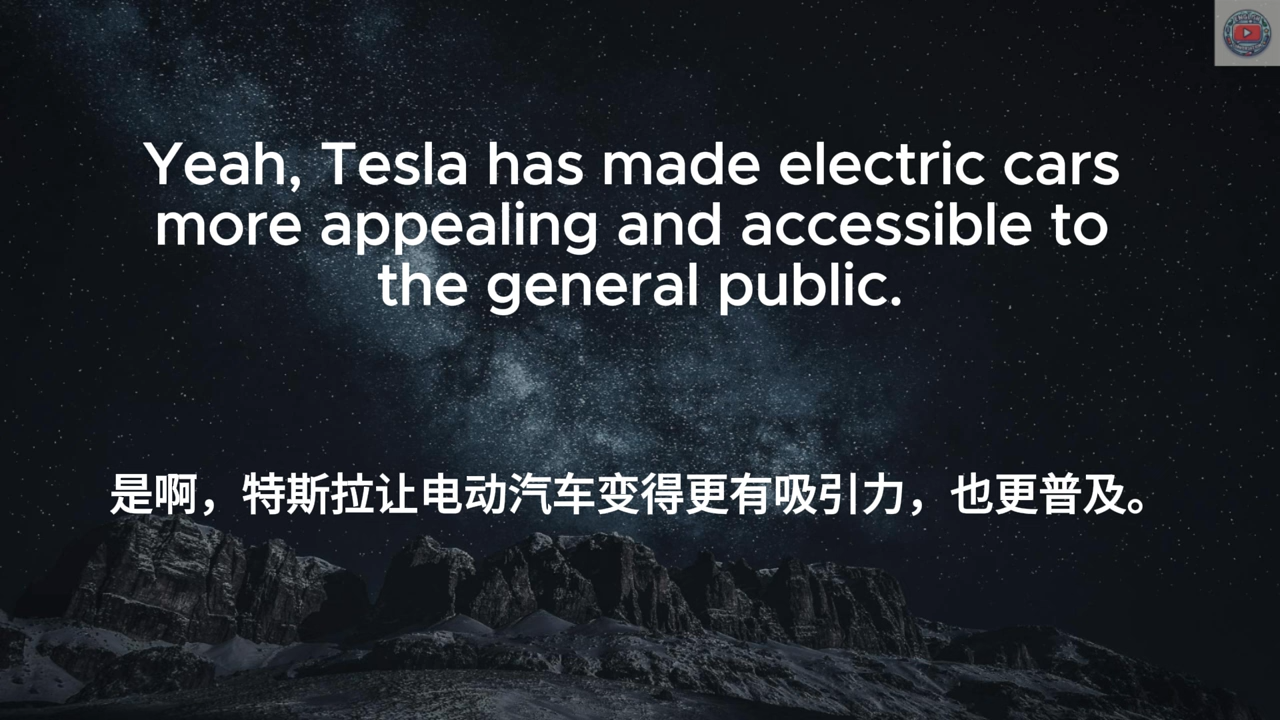 Yeah, Tesla has made electric cars
more appealing and accessible to
the general public.
是啊，特斯拉让电动汽车变得更有吸引力，也更普及。